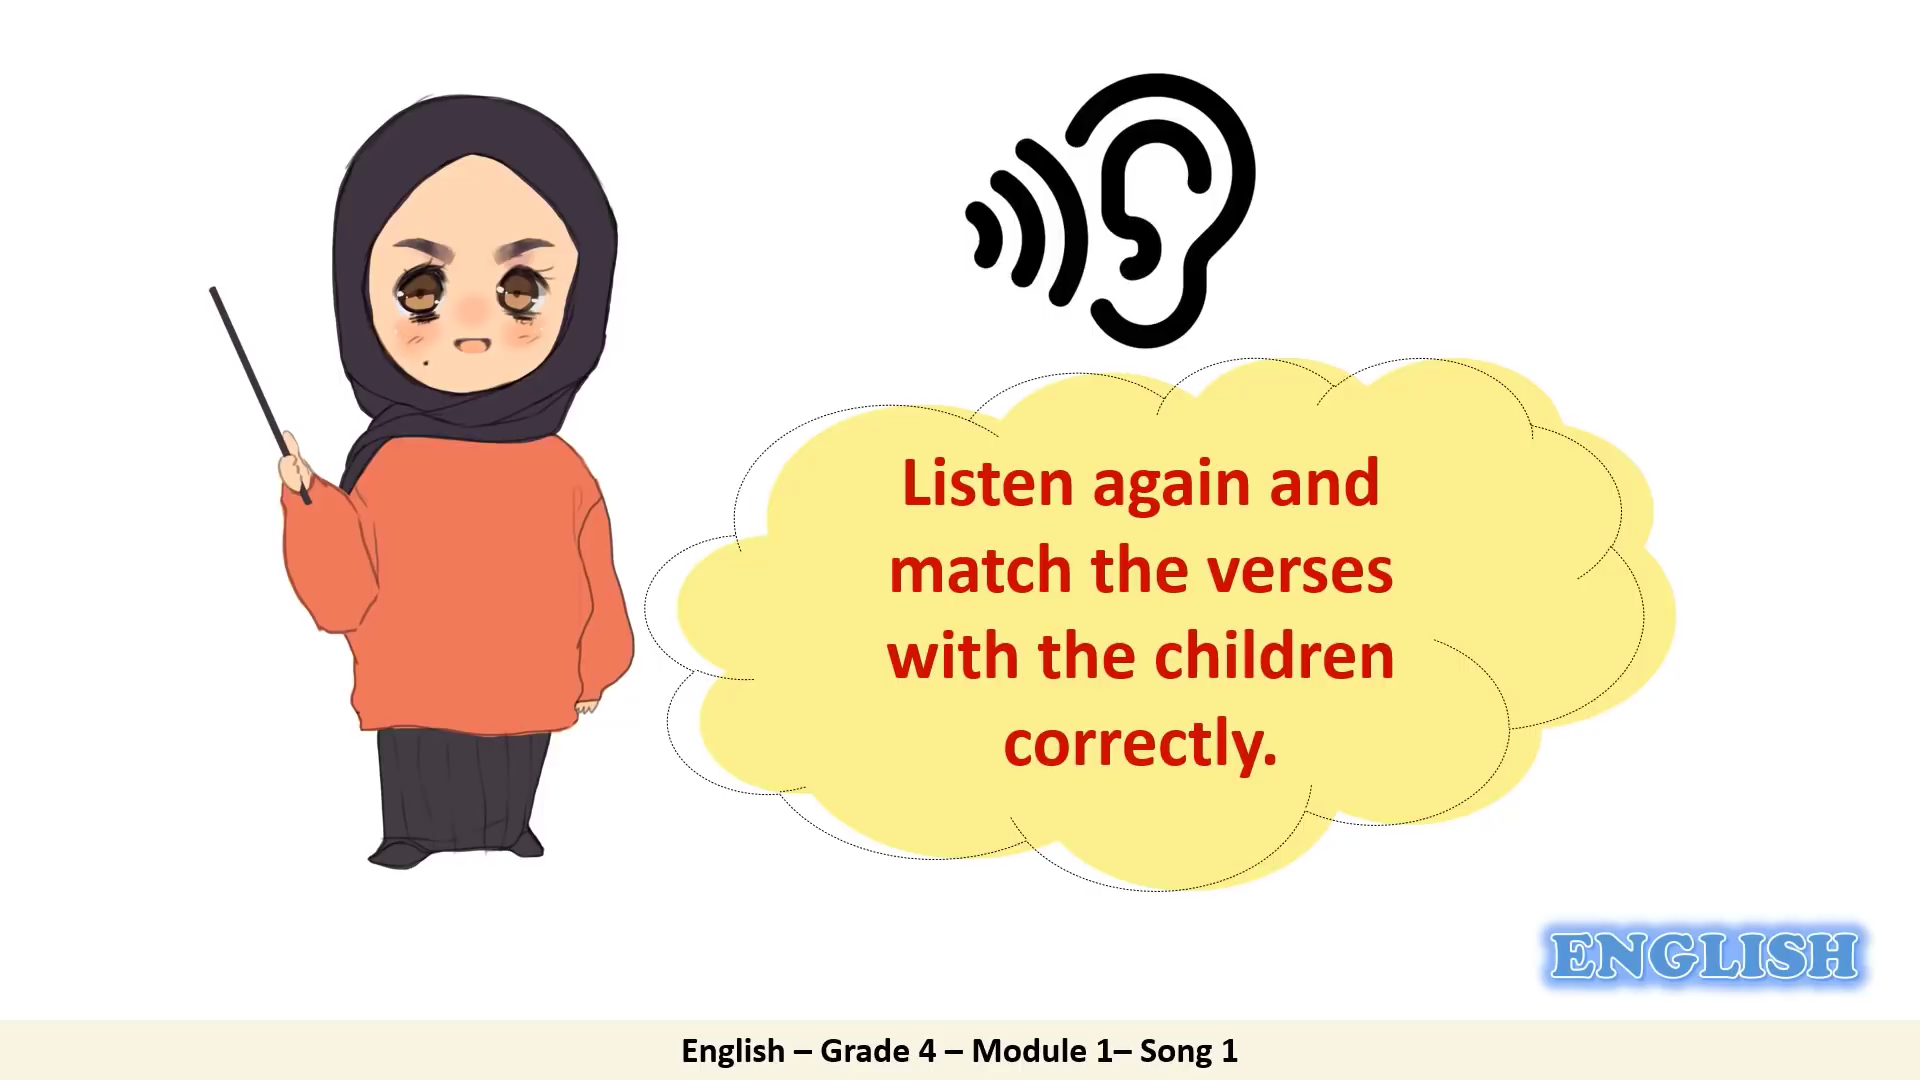 Listen again and
match the verses
with the children
correctly.
ENGLISH
English – Grade 4 – Module 1– Song 1